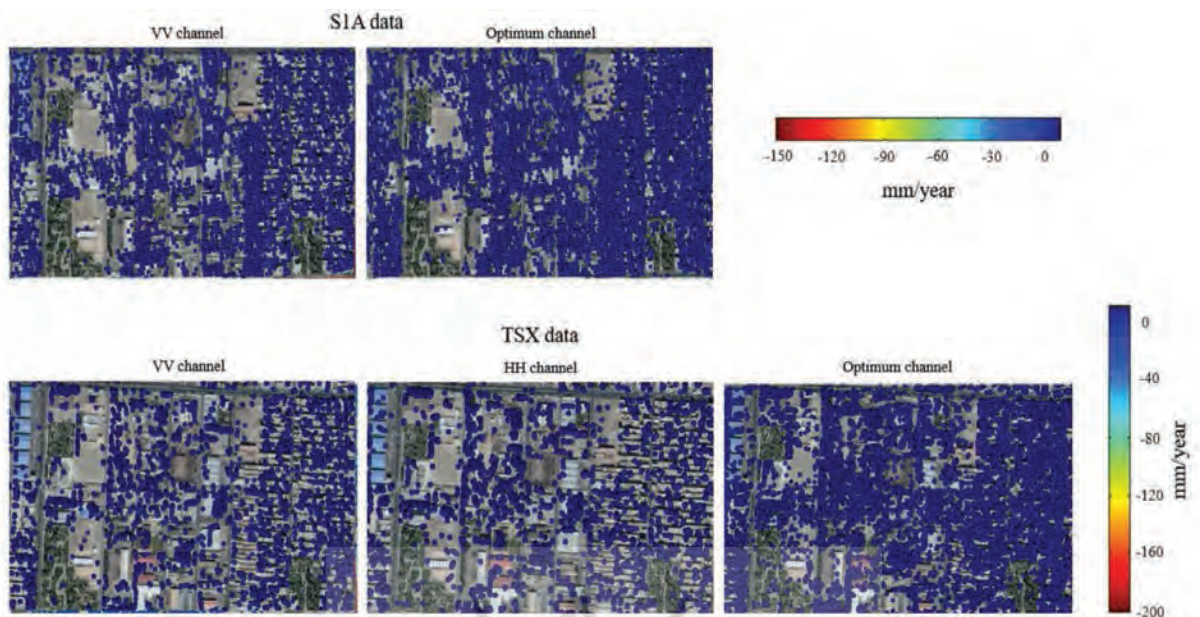 S1A data
VV channel
Optimum channel
-150 -120 -90 -60 -30 0
mm/year
TSX data
VV channel
HH channel
Optimum channel
0
-40
-80
-120
-160
-200
mm/year